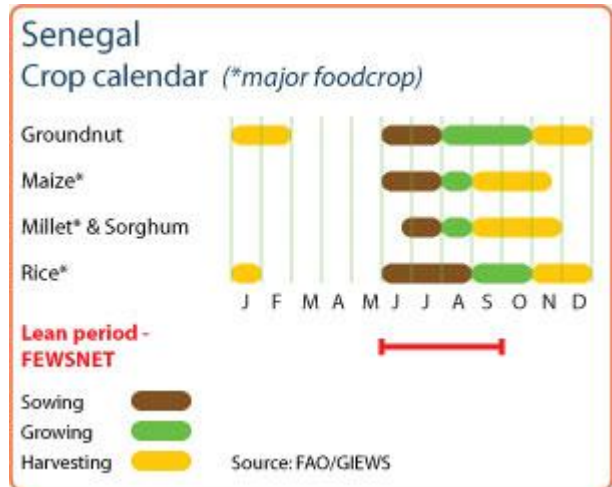 Senegal
Crop calendar (*major foodcrop)
Groundnut
Maize*
Millet* & Sorghum
Rice*
J F M A M J J A S O N D
Lean period -
FEWSNET
Sowing
Growing
Harvesting
Source: FAO/GIEWS